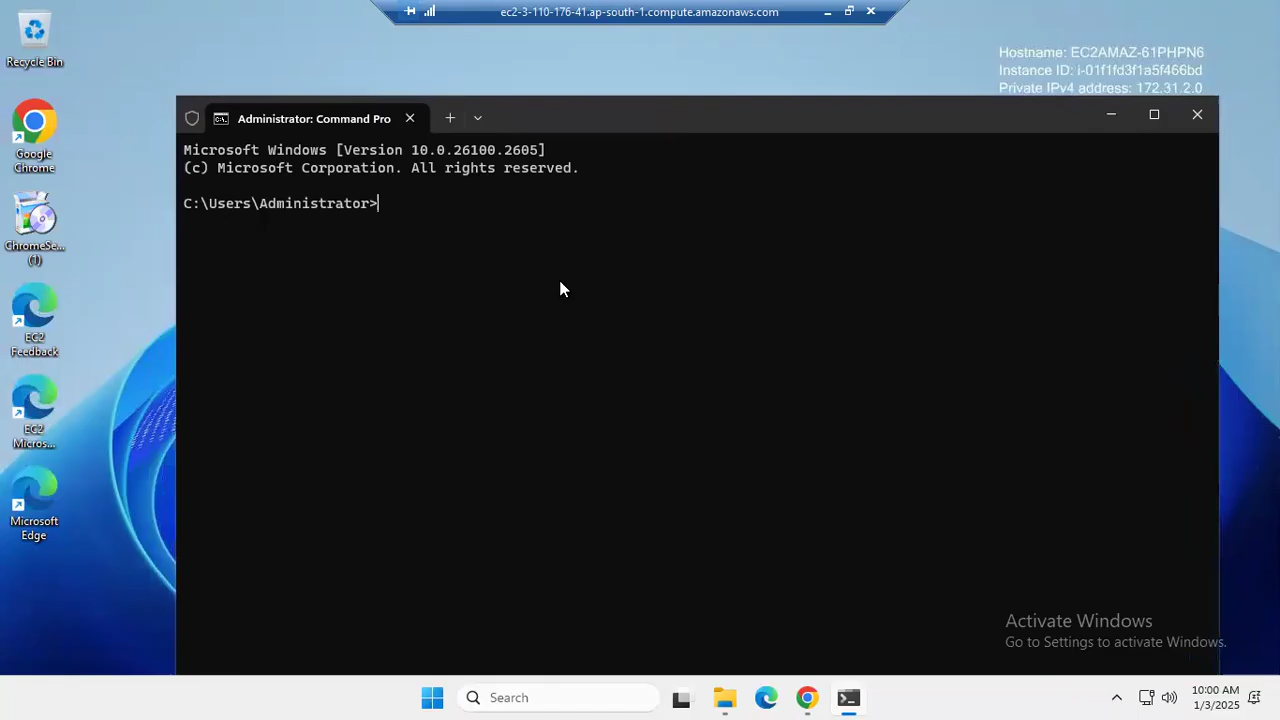 ec2-3-110-176-41.ap-south-1.compute.amazonaws.com
Recycle Bin
Hostname: EC2AMAZ-61PHPN6
Instance ID: i-01f1fd3f1a5f466bd
Private IPv4 address: 172.31.2.0
Administrator: Command Pro
Microsoft Windows [Version 10.0.26100.2605]
(c) Microsoft Corporation. All rights reserved.
C:\Users\Administrator>
Google
Chrome
ChromeSe...
(1)
EC2
Feedback
EC2
Micros...
Microsoft
Edge
Activate Windows
Go to Settings to activate Windows.
Search
10:00 AM
1/3/2025